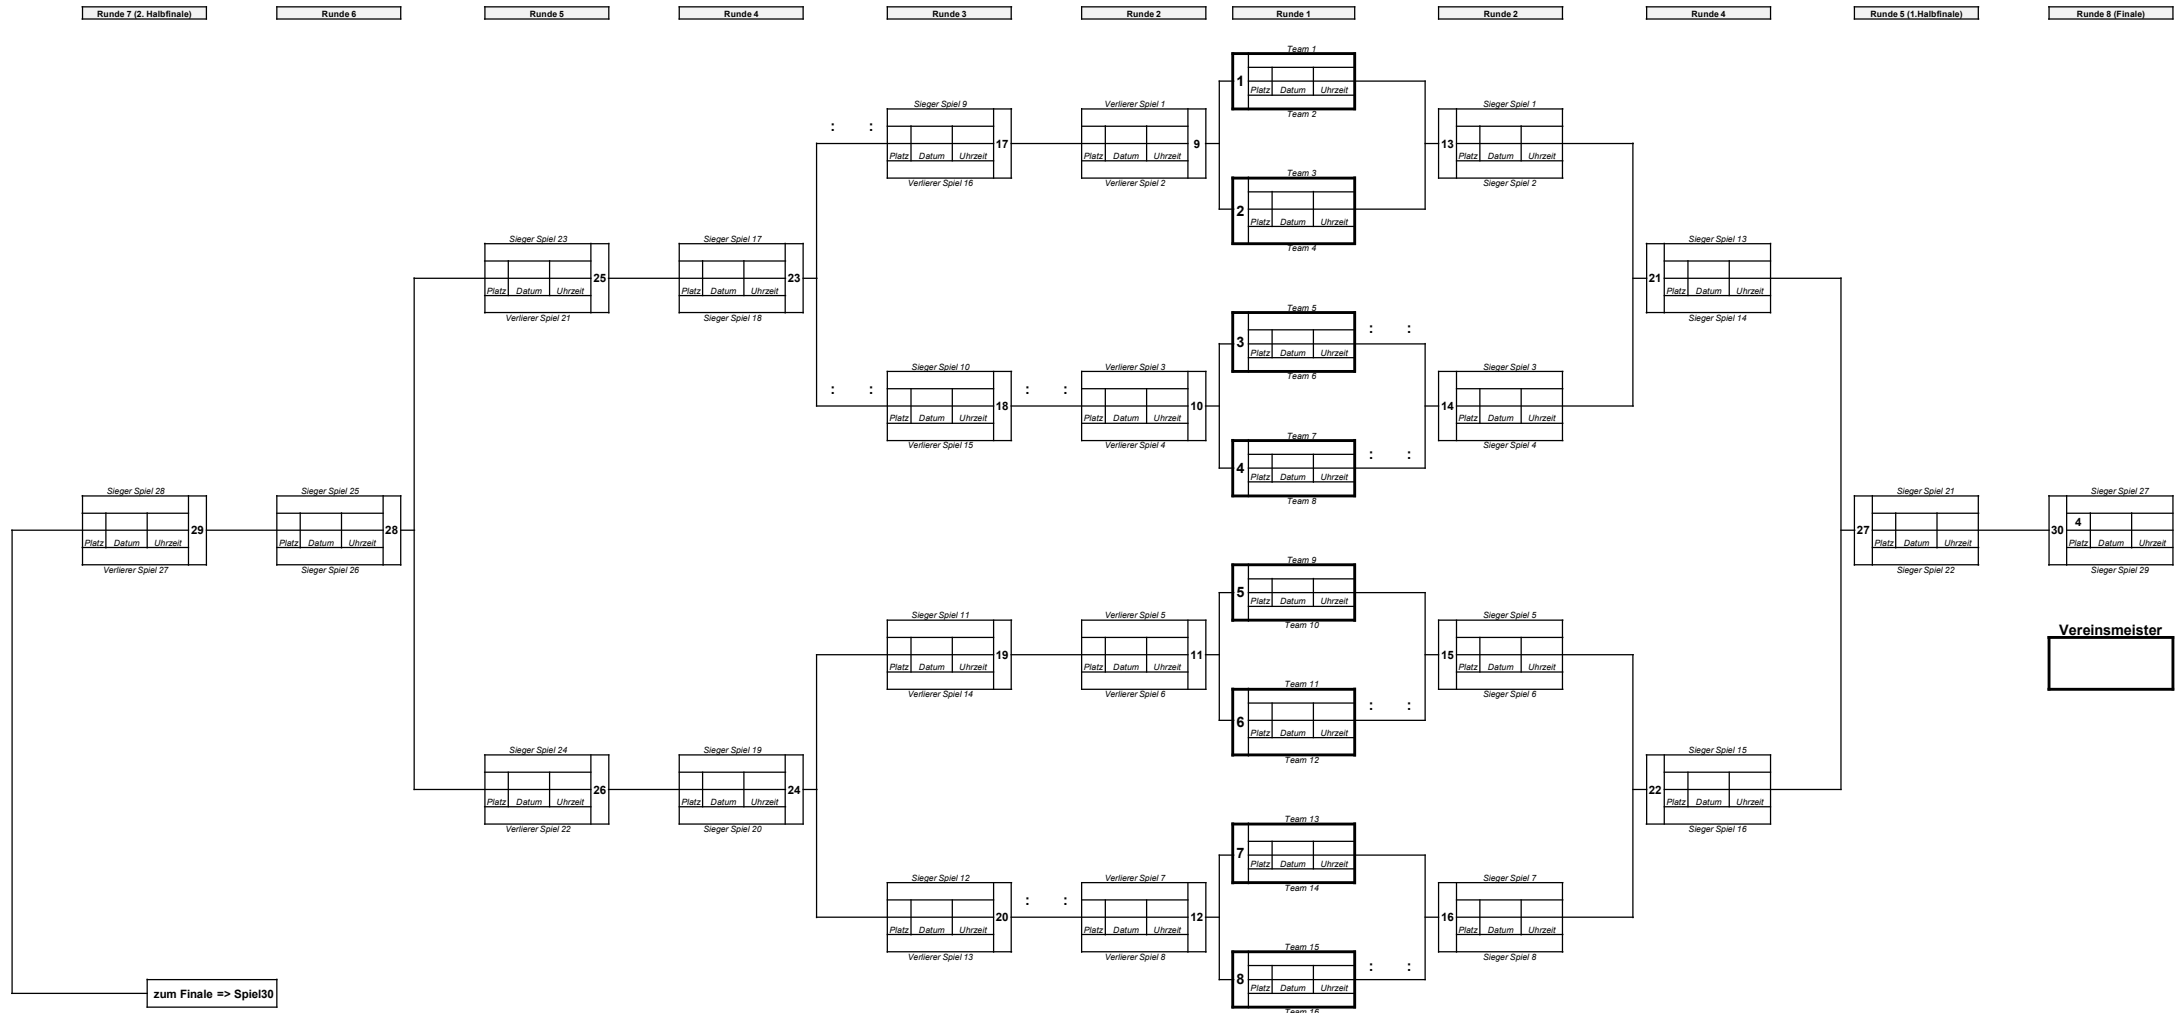 Runde 7 (2. Halbfinale) Runde 6 Runde 5 Runde 4 Runde 3 Runde 2 Runde 1 Runde 2 Runde 4 Runde 5 (1.Halbfinale) Runde 8 (Finale)
Team 1
1
Platz Datum Uhrzeit
Team 2
Sieger Spiel 9 Verlierer Spiel 1 Sieger Spiel 1
: :
17 9 13
Platz Datum Uhrzeit Platz Datum Uhrzeit Platz Datum Uhrzeit
Verlierer Spiel 16 Verlierer Spiel 2 Sieger Spiel 2
Team 3
2
Platz Datum Uhrzeit
Team 4
Sieger Spiel 23 Sieger Spiel 17 Sieger Spiel 13
25 23 21
Platz Datum Uhrzeit Platz Datum Uhrzeit Platz Datum Uhrzeit
Verlierer Spiel 21 Sieger Spiel 18 Sieger Spiel 14
Team 5
: :
3
Platz Datum Uhrzeit
Team 6
Sieger Spiel 10 Verlierer Spiel 3 Sieger Spiel 3
: : : :
18 10 14
Platz Datum Uhrzeit Platz Datum Uhrzeit Platz Datum Uhrzeit
Verlierer Spiel 15 Verlierer Spiel 4 Sieger Spiel 4
Team 7
: :
4
Platz Datum Uhrzeit
Team 8
Sieger Spiel 28 Sieger Spiel 25 Sieger Spiel 21 Sieger Spiel 27
4
29 28 27 30
Platz Datum Uhrzeit Platz Datum Uhrzeit Platz Datum Uhrzeit Platz Datum Uhrzeit
Verlierer Spiel 27 Sieger Spiel 26 Sieger Spiel 22 Sieger Spiel 29
Team 9
5
Platz Datum Uhrzeit
Team 10
Sieger Spiel 11 Verlierer Spiel 5 Sieger Spiel 5
Vereinsmeister
19 11 15
Platz Datum Uhrzeit Platz Datum Uhrzeit Platz Datum Uhrzeit
Verlierer Spiel 14 Verlierer Spiel 6 Sieger Spiel 6
Team 11
: :
6
Platz Datum Uhrzeit
Team 12
Sieger Spiel 24 Sieger Spiel 19 Sieger Spiel 15
26 24 22
Platz Datum Uhrzeit Platz Datum Uhrzeit Platz Datum Uhrzeit
Verlierer Spiel 22 Sieger Spiel 20 Sieger Spiel 16
Team 13
7
Platz Datum Uhrzeit
Team 14
Sieger Spiel 12 Verlierer Spiel 7 Sieger Spiel 7
: :
20 12 16
Platz Datum Uhrzeit Platz Datum Uhrzeit Platz Datum Uhrzeit
Verlierer Spiel 13 Verlierer Spiel 8 Sieger Spiel 8
Team 15
: :
8
Platz Datum Uhrzeit
zum Finale => Spiel30
Team 16